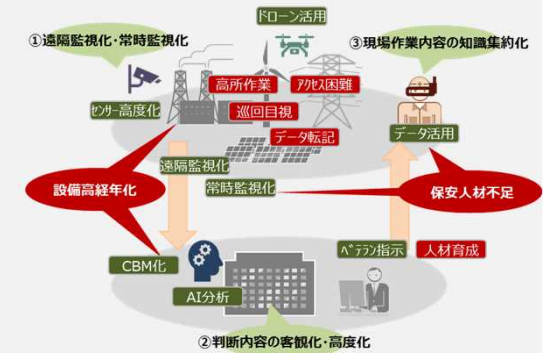 ドローン活用
①遠隔監視化・常時監視化
③現場作業内容の知識集約化
高所作業
アクセス困難
センサー高度化
巡回目視
データ転記
データ活用
遠隔監視化
設備高経年化
常時監視化
保安人材不足
ベテラン指示
人材育成
CBM化
AI分析
②判断内容の客観化・高度化